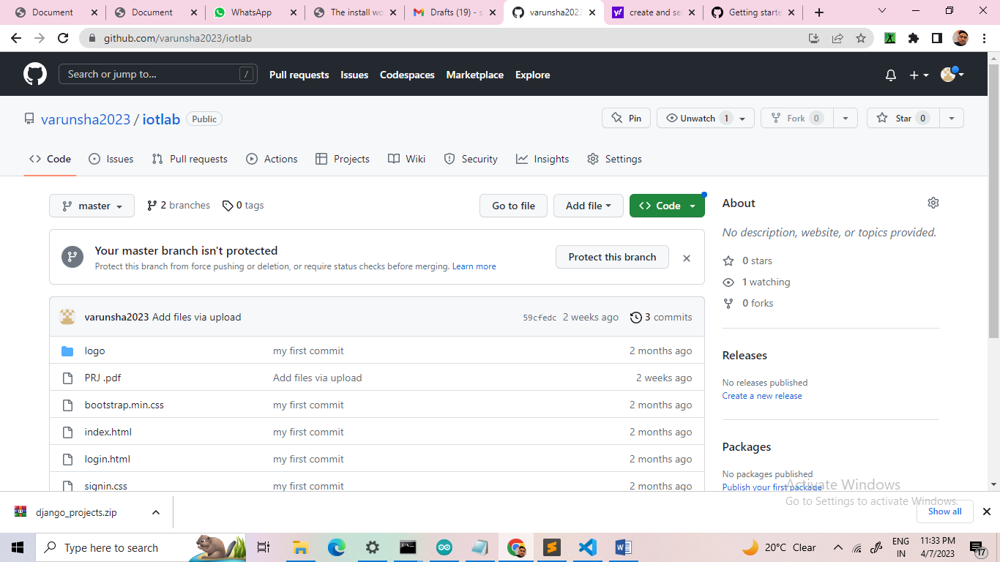 Document
Document
WhatsApp
The install wo
Drafts (19) - s
varunsha2023
create and se
Getting starte
github.com/varunsha2023/iotlab
Search or jump to... /
Pull requests Issues Codespaces Marketplace Explore
varunsha2023 / iotlab Public
Pin
Unwatch 1
Fork 0
Star 0
Code Issues Pull requests Actions Projects Wiki Security Insights Settings
master
2 branches
0 tags
Go to file
Add file
Code
Your master branch isn't protected
Protect this branch from force pushing or deletion, or require status checks before merging. Learn more
Protect this branch
varunsha2023 Add files via upload 59cfedc 2 weeks ago 3 commits
logo my first commit 2 months ago
PRJ .pdf Add files via upload 2 weeks ago
bootstrap.min.css my first commit 2 months ago
index.html my first commit 2 months ago
login.html my first commit 2 months ago
signin.css my first commit 2 months ago
About
No description, website, or topics provided.
0 stars
1 watching
0 forks
Releases
No releases published
Create a new release
Packages
No packages published
Publish your first package
Activate Windows
Go to Settings to activate Windows.
django_projects.zip
Show all
Type here to search
20°C Clear
ENG
IN
11:33 PM
4/7/2023
17